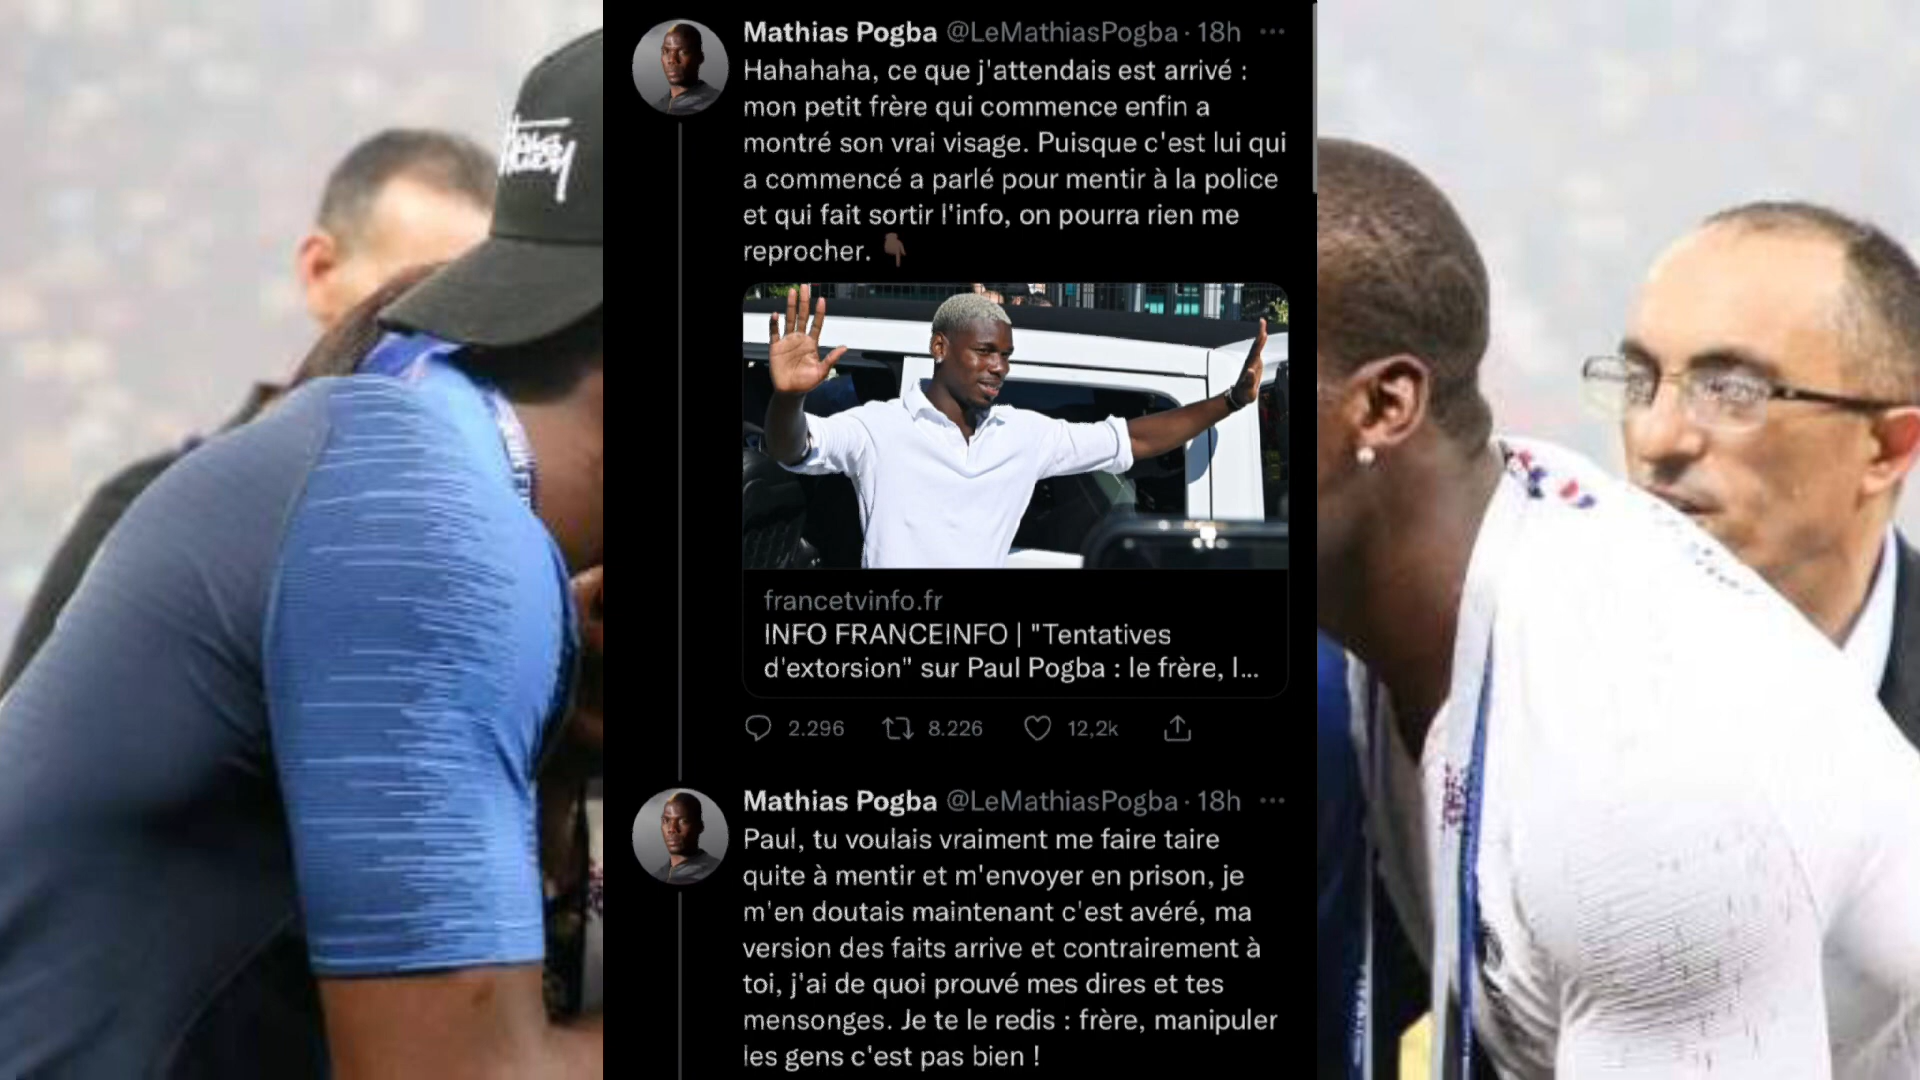 Mathias Pogba @LeMathiasPogba · 18h
Hahahaha, ce que j'attendais est arrivé :
mon petit frère qui commence enfin a
montré son vrai visage. Puisque c'est lui qui
a commencé a parlé pour mentir à la police
et qui fait sortir l'info, on pourra rien me
reprocher. 👇🏿
francetvinfo.fr
INFO FRANCEINFO | "Tentatives
d'extorsion" sur Paul Pogba : le frère, l...
2.296 8.226 12,2k
Mathias Pogba @LeMathiasPogba · 18h
Paul, tu voulais vraiment me faire taire
quite à mentir et m'envoyer en prison, je
m'en doutais maintenant c'est avéré, ma
version des faits arrive et contrairement à
toi, j'ai de quoi prouvé mes dires et tes
mensonges. Je te le redis : frère, manipuler
les gens c'est pas bien !